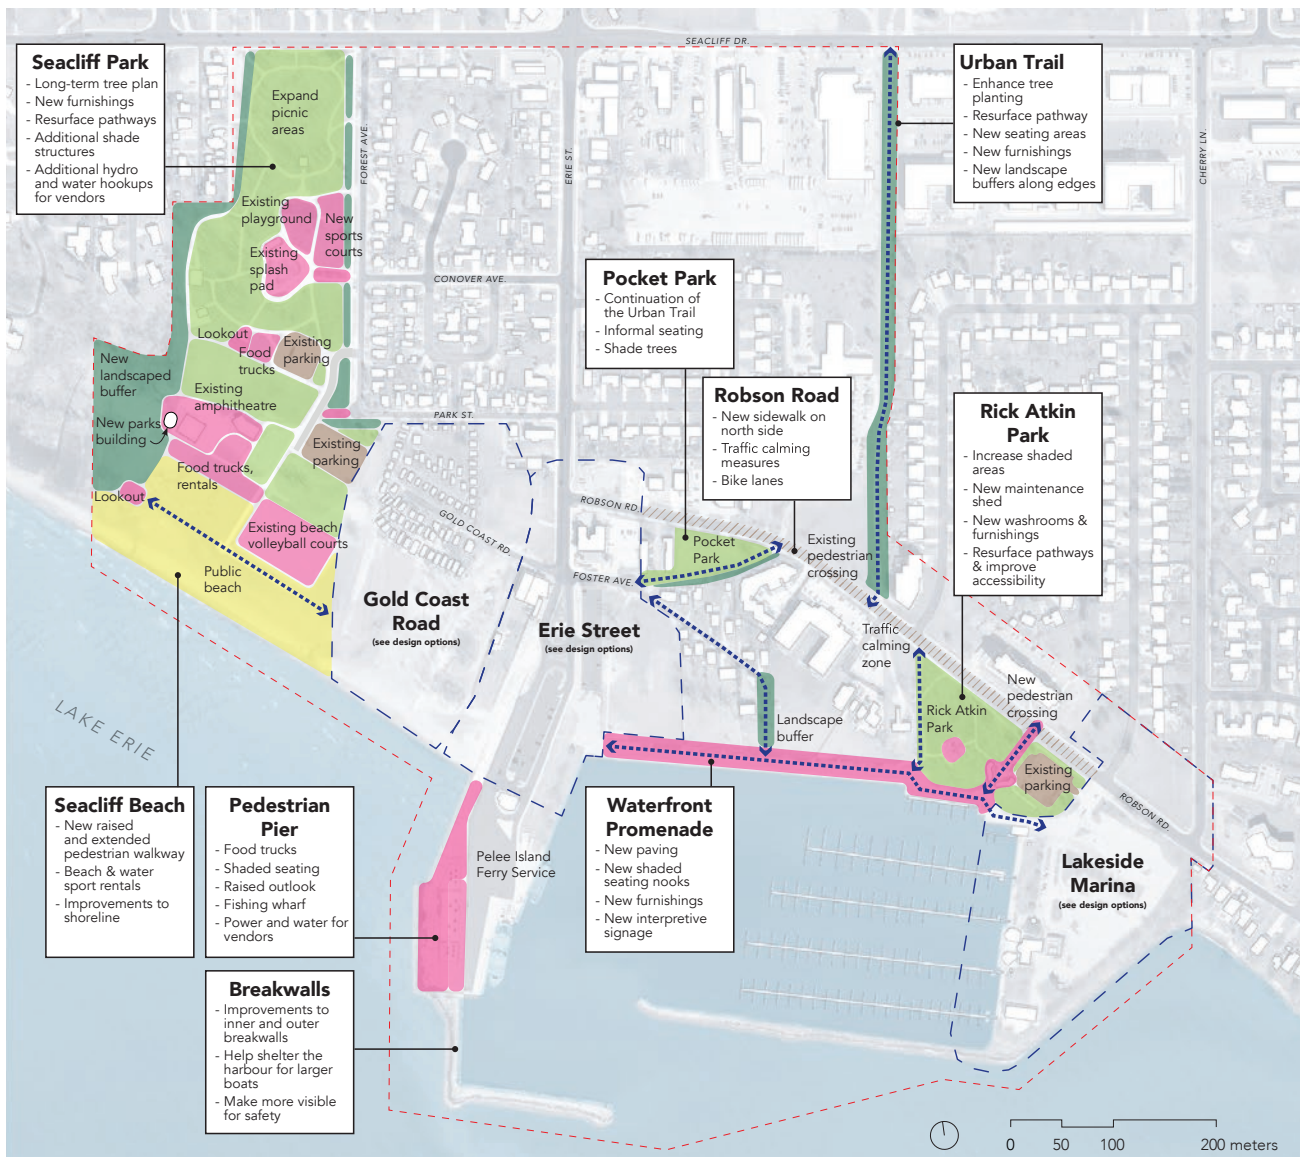 SEACLIFF DR.
Seacliff Park
- Long-term tree plan
- New furnishings
- Resurface pathways
- Additional shade
structures
- Additional hydro
and water hookups
for vendors
Expand
picnic
areas
FOREST AVE.
ERIE ST.
CHERRY LN.
Urban Trail
- Enhance tree
planting
- Resurface pathway
- New seating areas
- New furnishings
- New landscape
buffers along edges
Existing
playground
New
sports
courts
Existing
splash
pad
CONOVER AVE.
Pocket Park
- Continuation of
the Urban Trail
- Informal seating
- Shade trees
Lookout
Food
trucks
Existing
parking
New
landscaped
buffer
Existing
amphitheatre
New parks
building
PARK ST.
Existing
parking
Food trucks,
rentals
Lookout
Existing beach
volleyball courts
Public
beach
Robson Road
- New sidewalk on
north side
- Traffic calming
measures
- Bike lanes
Rick Atkin
Park
- Increase shaded
areas
- New maintenance
shed
- New washrooms &
furnishings
- Resurface pathways
& improve
accessibility
ROBSON RD.
GOLD COAST RD.
Pocket
Park
Existing
pedestrian
crossing
FOSTER AVE.
Gold Coast
Road
(see design options)
Erie Street
(see design options)
Traffic
calming
zone
New
pedestrian
crossing
Rick Atkin
Park
Landscape
buffer
Existing
parking
LAKE ERIE
ROBSON RD.
Seacliff Beach
- New raised
and extended
pedestrian walkway
- Beach & water
sport rentals
- Improvements to
shoreline
Pedestrian
Pier
- Food trucks
- Shaded seating
- Raised outlook
- Fishing wharf
- Power and water for
vendors
Pelee Island
Ferry Service
Waterfront
Promenade
- New paving
- New shaded
seating nooks
- New furnishings
- New interpretive
signage
Lakeside
Marina
(see design options)
Breakwalls
- Improvements to
inner and outer
breakwalls
- Help shelter the
harbour for larger
boats
- Make more visible
for safety
0 50 100 200 meters